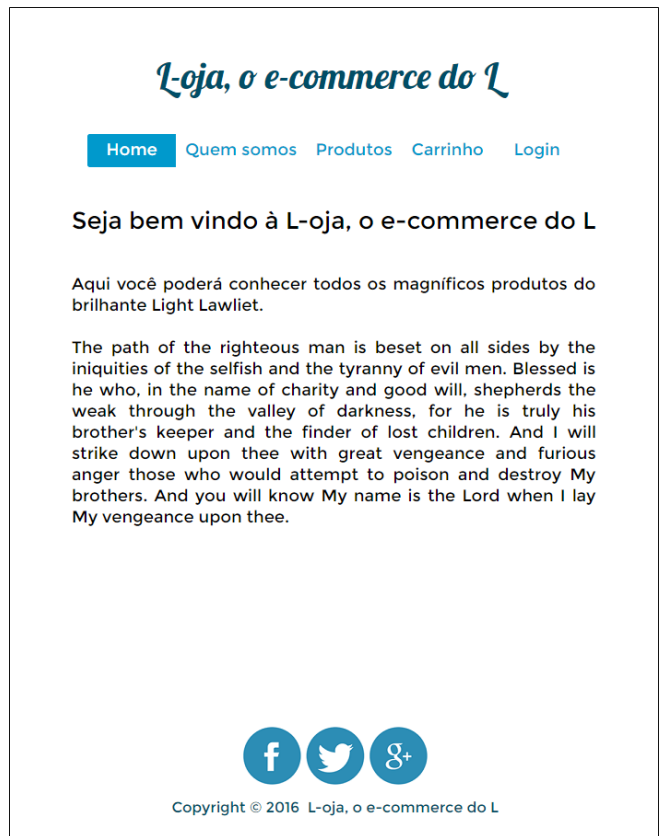 L-oja, o e-commerce do L
Home Quem somos Produtos Carrinho Login
Seja bem vindo à L-oja, o e-commerce do L
Aqui você poderá conhecer todos os magníficos produtos do
brilhante Light Lawliet.
The path of the righteous man is beset on all sides by the
iniquities of the selfish and the tyranny of evil men. Blessed is
he who, in the name of charity and good will, shepherds the
weak through the valley of darkness, for he is truly his
brother's keeper and the finder of lost children. And I will
strike down upon thee with great vengeance and furious
anger those who would attempt to poison and destroy My
brothers. And you will know My name is the Lord when I lay
My vengeance upon thee.
f g+
Copyright © 2016 L-oja, o e-commerce do L